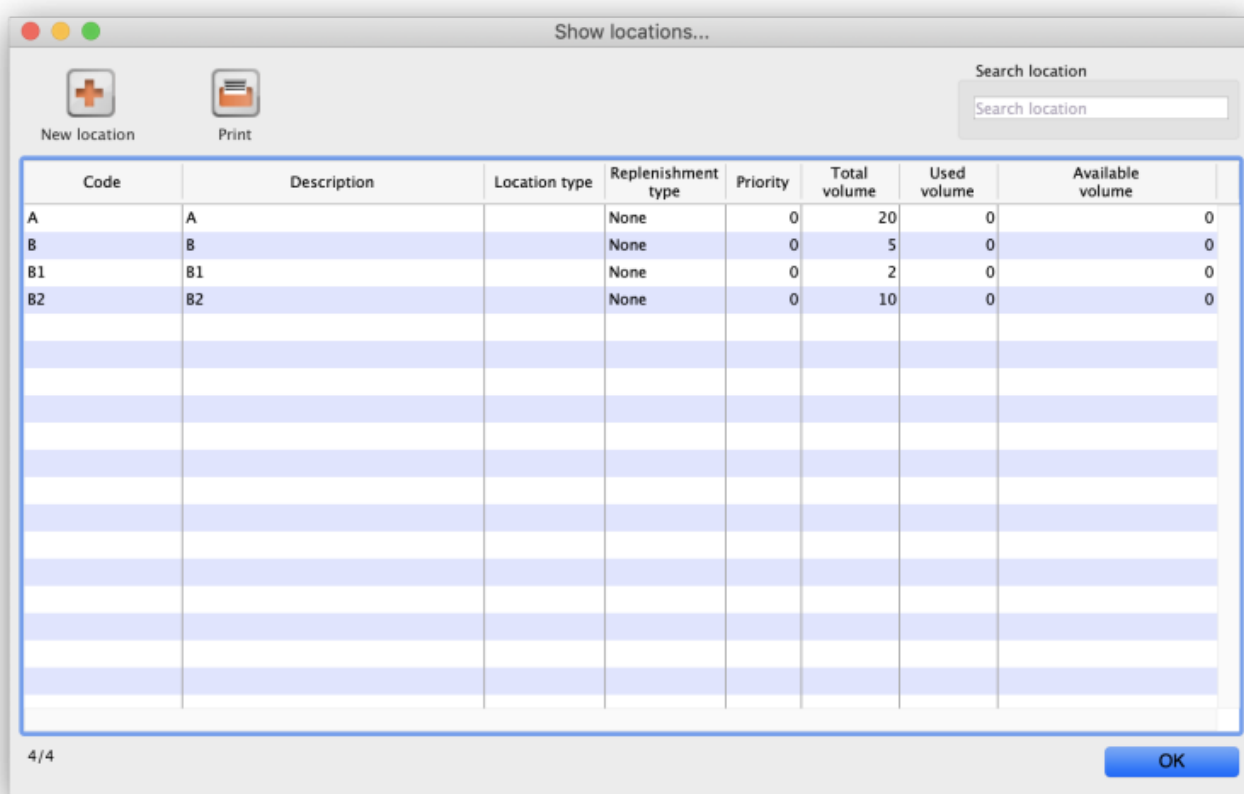 Show locations...
Search location
Search location
New location Print
Code Description Location type Replenishment type Priority Total volume Used volume Available volume
A A None 0 20 0 0
B B None 0 5 0 0
B1 B1 None 0 2 0 0
B2 B2 None 0 10 0 0
4/4
OK